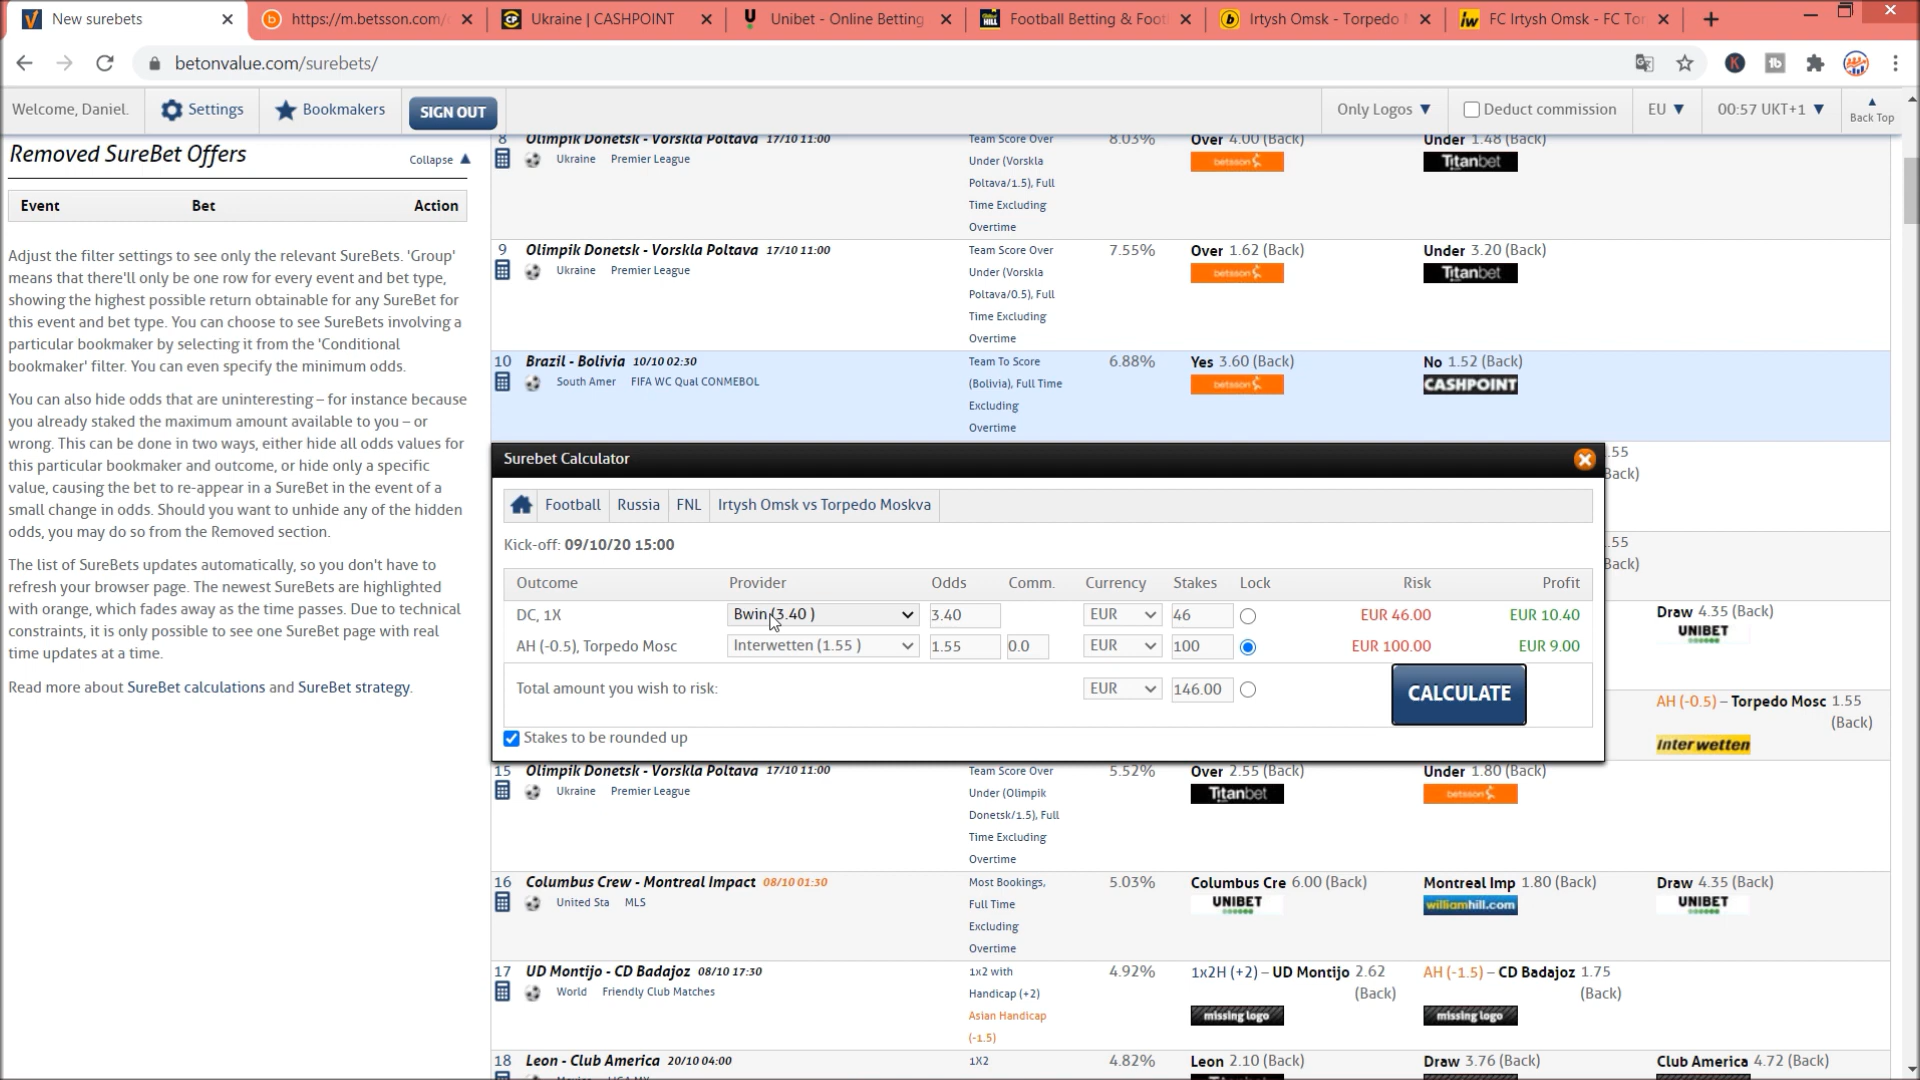 New surebets
https://m.betsson.com/
Ukraine | CASHPOINT
Unibet - Online Betting
Football Betting & Foot
Irtysh Omsk - Torpedo
FC Irtysh Omsk - FC Tor
betonvalue.com/surebets/
Welcome, Daniel.
Settings
Bookmakers
SIGN OUT
Only Logos ▼
Deduct commission
EU ▼
00:57 UKT+1 ▼
Back Top
Removed SureBet Offers
Collapse ▲
Event Bet Action
Adjust the filter settings to see only the relevant SureBets. 'Group'
means that there'll only be one row for every event and bet type,
showing the highest possible return obtainable for any SureBet for
this event and bet type. You can choose to see SureBets involving a
particular bookmaker by selecting it from the 'Conditional
bookmaker' filter. You can even specify the minimum odds.
You can also hide odds that are uninteresting – for instance because
you already staked the maximum amount available to you – or
wrong. This can be done in two ways, either hide all odds values for
this particular bookmaker and outcome, or hide only a specific
value, causing the bet to re-appear in a SureBet in the event of a
small change in odds. Should you want to unhide any of the hidden
odds, you may do so from the Removed section.
The list of SureBets updates automatically, so you don't have to
refresh your browser page. The newest SureBets are highlighted
with orange, which fades away as the time passes. Due to technical
constraints, it is only possible to see one SureBet page with real
time updates at a time.
Read more about SureBet calculations and SureBet strategy.
8 Olimpik Donetsk - Vorskla Poltava 17/10 11:00
Ukraine Premier League
Team Score Over
Under (Vorskla
Poltava/1.5), Full
Time Excluding
Overtime
8.03%
Over 4.00 (Back)
betsson
Under 1.48 (Back)
Titanbet
9 Olimpik Donetsk - Vorskla Poltava 17/10 11:00
Ukraine Premier League
Team Score Over
Under (Vorskla
Poltava/0.5), Full
Time Excluding
Overtime
7.55%
Over 1.62 (Back)
betsson
Under 3.20 (Back)
Titanbet
10 Brazil - Bolivia 10/10 02:30
South Amer FIFA WC Qual CONMEBOL
Team To Score
(Bolivia), Full Time
Excluding
Overtime
6.88%
Yes 3.60 (Back)
betsson
No 1.52 (Back)
CASHPOINT
Surebet Calculator
Football Russia FNL Irtysh Omsk vs Torpedo Moskva
Kick-off: 09/10/20 15:00
Outcome Provider Odds Comm. Currency Stakes Lock Risk Profit
DC, 1X Bwin (3.40 ) 3.40 EUR 46 EUR 46.00 EUR 10.40
AH (-0.5), Torpedo Mosc Interwetten (1.55 ) 1.55 0.0 EUR 100 EUR 100.00 EUR 9.00
Total amount you wish to risk: EUR 146.00
CALCULATE
Stakes to be rounded up
.55
Back)
.55
Back)
Draw 4.35 (Back)
UNIBET
AH (-0.5) – Torpedo Mosc 1.55
(Back)
interwetten
15 Olimpik Donetsk - Vorskla Poltava 17/10 11:00
Ukraine Premier League
Team Score Over
Under (Olimpik
Donetsk/1.5), Full
Time Excluding
Overtime
5.52%
Over 2.55 (Back)
Titanbet
Under 1.80 (Back)
betsson
16 Columbus Crew - Montreal Impact 08/10 01:30
United Sta MLS
Most Bookings,
Full Time
Excluding
Overtime
5.03%
Columbus Cre 6.00 (Back)
UNIBET
Montreal Imp 1.80 (Back)
williamhill.com
Draw 4.35 (Back)
UNIBET
17 UD Montijo - CD Badajoz 08/10 17:30
World Friendly Club Matches
1x2 with
Handicap (+2)
Asian Handicap
(-1.5)
4.92%
1x2H (+2) – UD Montijo 2.62
(Back)
missing logo
AH (-1.5) – CD Badajoz 1.75
(Back)
missing logo
18 Leon - Club America 20/10 04:00
1X2
4.82%
Leon 2.10 (Back)
Draw 3.76 (Back)
Club America 4.72 (Back)